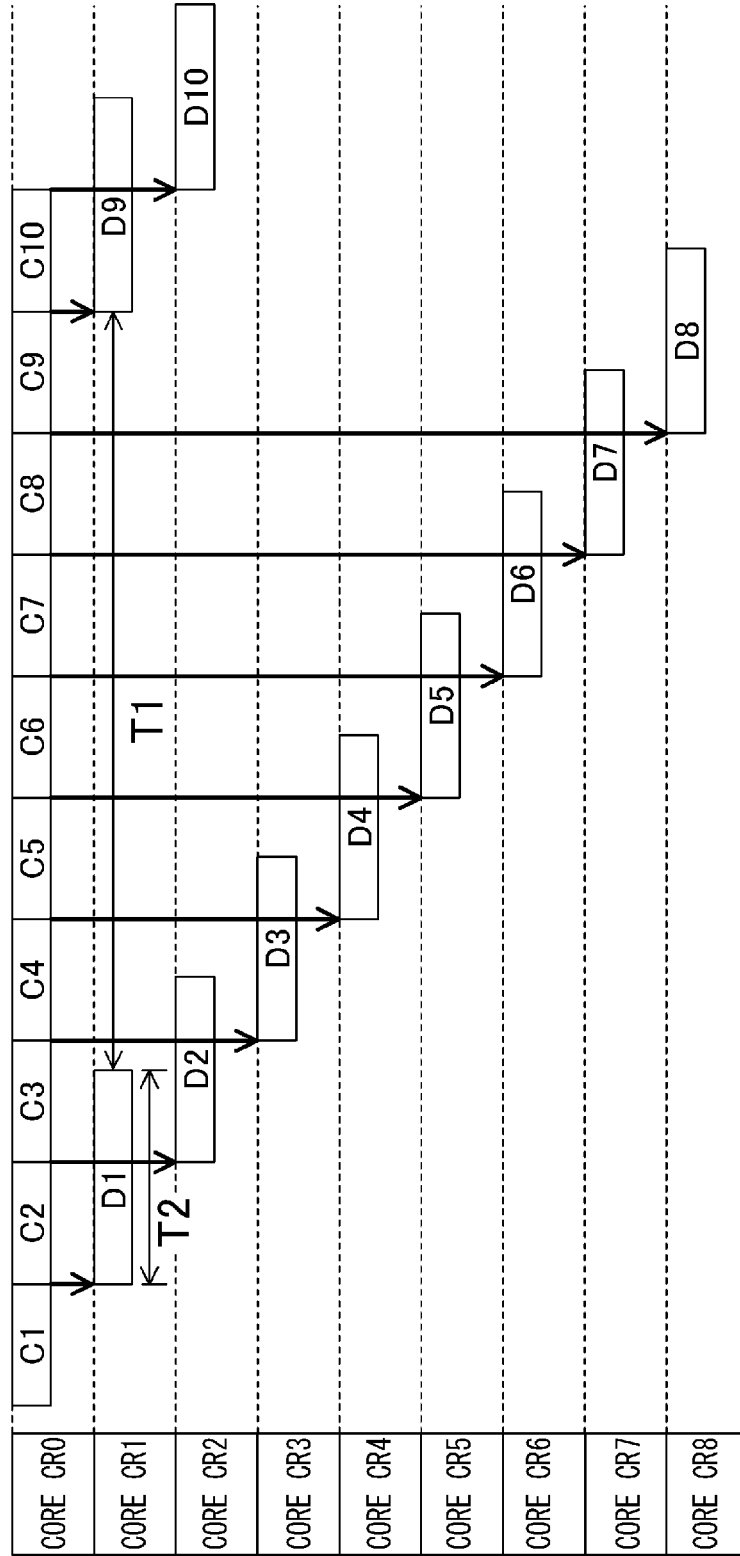 CORE CR0
C1
C2
C3
C4
C5
C6
C7
C8
C9
C10
CORE CR1
D1
T2
T1
D9
CORE CR2
D2
D10
CORE CR3
D3
CORE CR4
D4
CORE CR5
D5
CORE CR6
D6
CORE CR7
D7
CORE CR8
D8